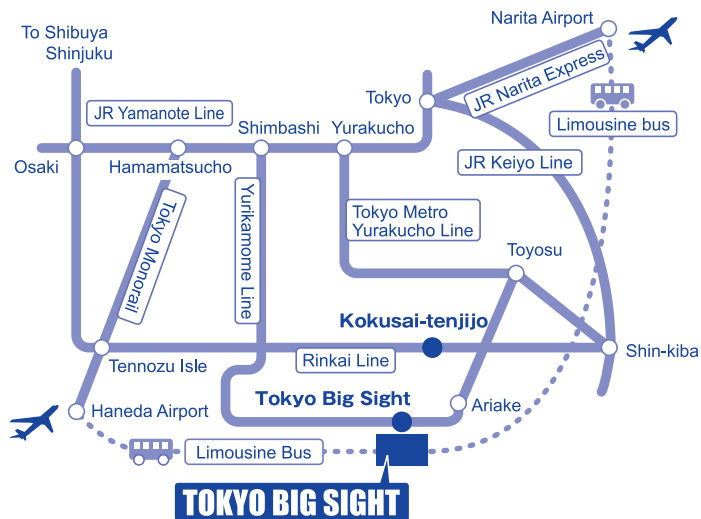 Narita Airport
To Shibuya
Shinjuku
JR Narita Express
Tokyo
JR Yamanote Line
Limousine bus
Shimbashi
Yurakucho
Osaki
Hamamatsucho
JR Keiyo Line
Tokyo Monorail
Yurikamome Line
Tokyo Metro
Yurakucho Line
Toyosu
Kokusai-tenjijo
Tennozu Isle
Rinkai Line
Shin-kiba
Tokyo Big Sight
Haneda Airport
Ariake
Limousine Bus
TOKYO BIG SIGHT